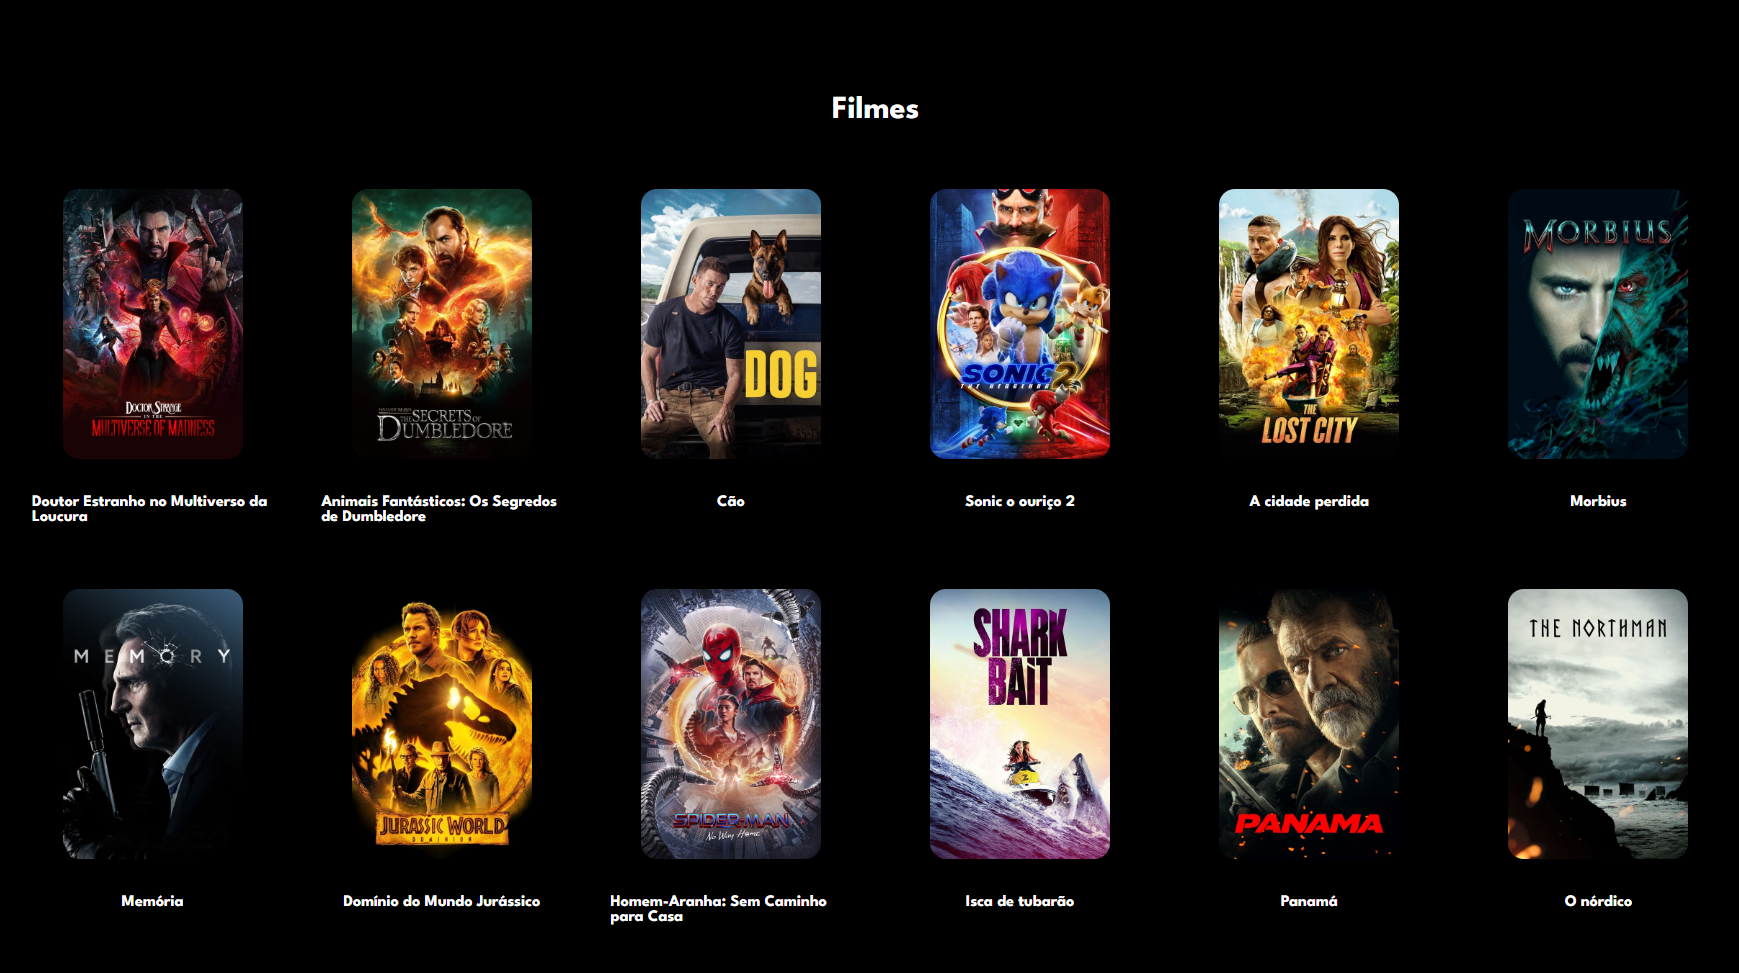 Filmes
DOCTOR STRANGE
IN THE
MULTIVERSE OF MADNESS
THE SECRETS OF
DUMBLEDORE
DOG
SONIC 2
THE HEDGEHOG
THE
LOST CITY
MORBIUS
Doutor Estranho no Multiverso da
Loucura
Animais Fantásticos: Os Segredos
de Dumbledore
Cão
Sonic o ouriço 2
A cidade perdida
Morbius
MEMORY
JURASSIC WORLD
DOMINION
SPIDER-MAN
NO WAY HOME
SHARK
BAIT
PANAMA
THE NORTHMAN
Memória
Domínio do Mundo Jurássico
Homem-Aranha: Sem Caminho
para Casa
Isca de tubarão
Panamá
O nórdico